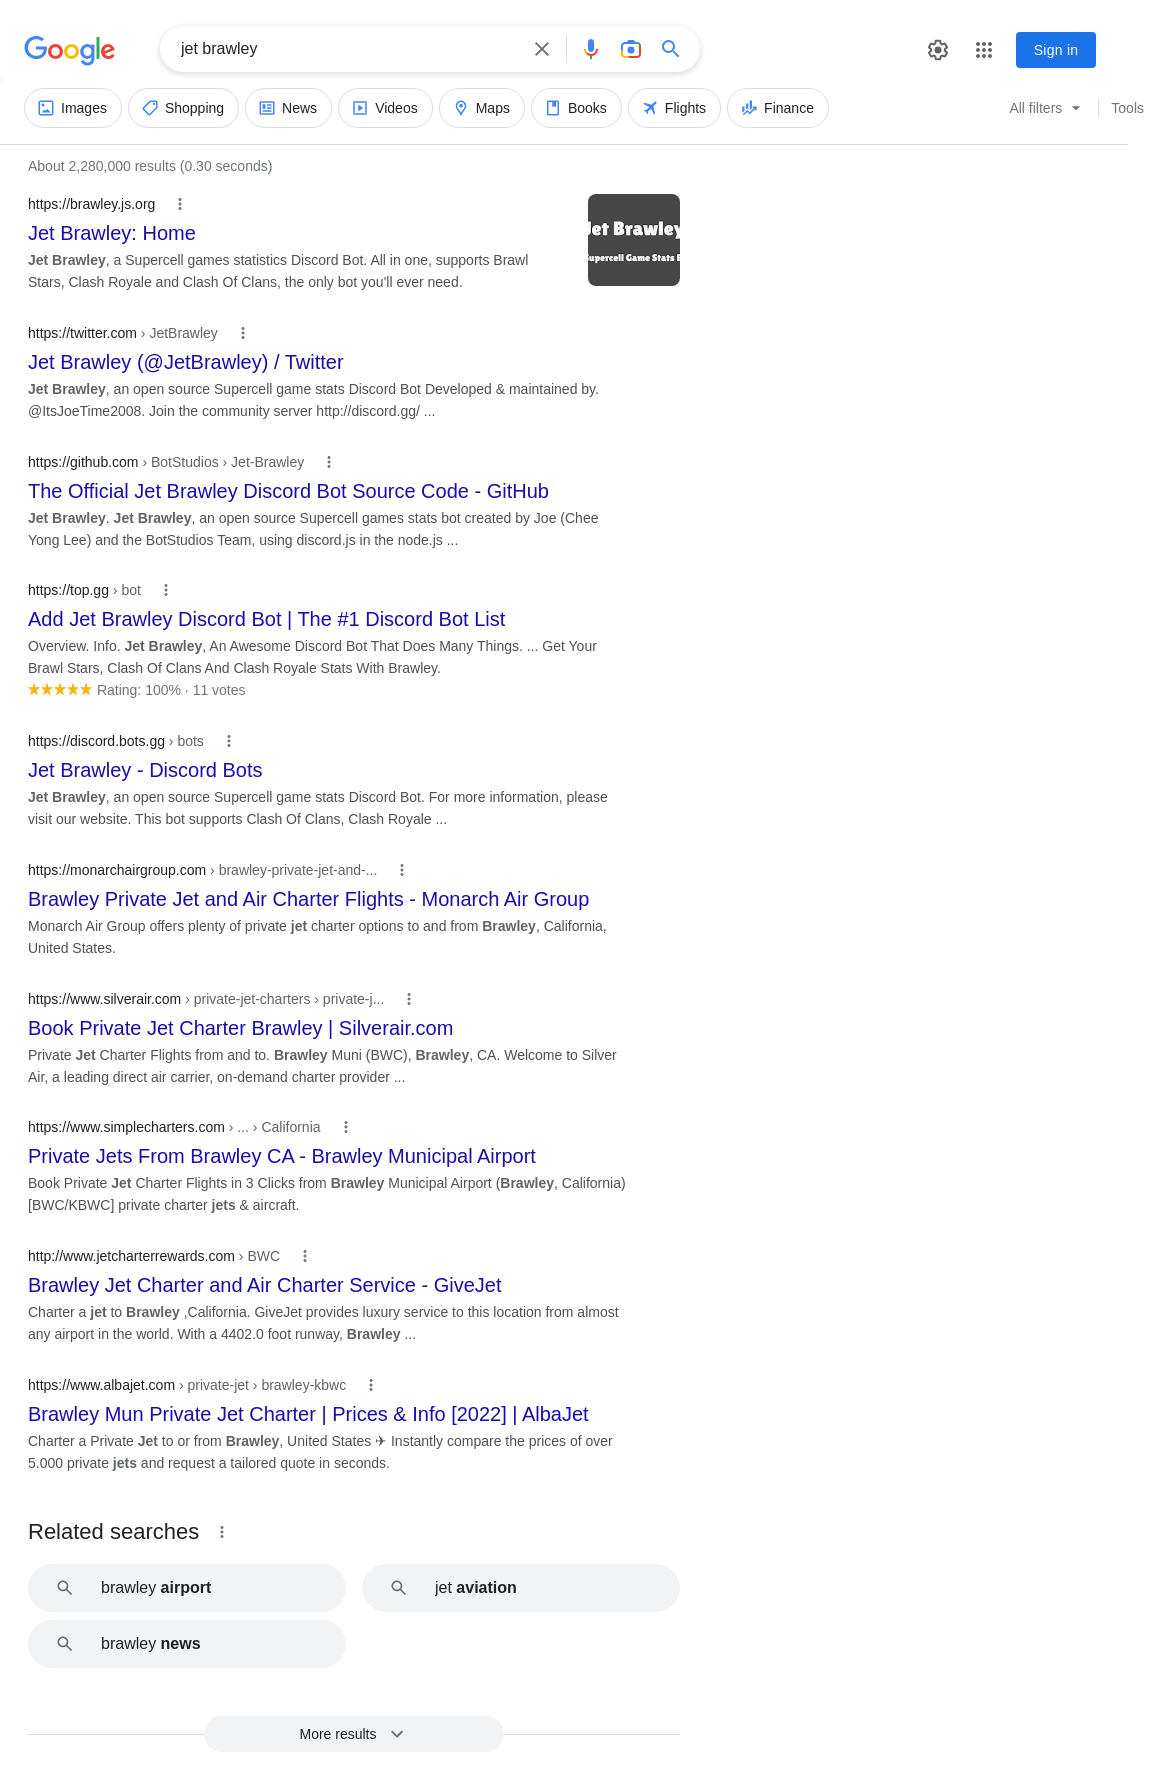 Google
jet brawley
Sign in
Images
Shopping
News
Videos
Maps
Books
Flights
Finance
All filters
Tools
About 2,280,000 results (0.30 seconds)
https://brawley.js.org
Jet Brawley: Home
Jet Brawley, a Supercell games statistics Discord Bot. All in one, supports Brawl
Stars, Clash Royale and Clash Of Clans, the only bot you'll ever need.
Jet Brawley
Supercell Game Stats B
https://twitter.com › JetBrawley
Jet Brawley (@JetBrawley) / Twitter
Jet Brawley, an open source Supercell game stats Discord Bot Developed & maintained by.
@ItsJoeTime2008. Join the community server http://discord.gg/ ...
https://github.com › BotStudios › Jet-Brawley
The Official Jet Brawley Discord Bot Source Code - GitHub
Jet Brawley. Jet Brawley, an open source Supercell games stats bot created by Joe (Chee
Yong Lee) and the BotStudios Team, using discord.js in the node.js ...
https://top.gg › bot
Add Jet Brawley Discord Bot | The #1 Discord Bot List
Overview. Info. Jet Brawley, An Awesome Discord Bot That Does Many Things. ... Get Your
Brawl Stars, Clash Of Clans And Clash Royale Stats With Brawley.
★★★★★ Rating: 100% · 11 votes
https://discord.bots.gg › bots
Jet Brawley - Discord Bots
Jet Brawley, an open source Supercell game stats Discord Bot. For more information, please
visit our website. This bot supports Clash Of Clans, Clash Royale ...
https://monarchairgroup.com › brawley-private-jet-and-...
Brawley Private Jet and Air Charter Flights - Monarch Air Group
Monarch Air Group offers plenty of private jet charter options to and from Brawley, California,
United States.
https://www.silverair.com › private-jet-charters › private-j...
Book Private Jet Charter Brawley | Silverair.com
Private Jet Charter Flights from and to. Brawley Muni (BWC), Brawley, CA. Welcome to Silver
Air, a leading direct air carrier, on-demand charter provider ...
https://www.simplecharters.com › ... › California
Private Jets From Brawley CA - Brawley Municipal Airport
Book Private Jet Charter Flights in 3 Clicks from Brawley Municipal Airport (Brawley, California)
[BWC/KBWC] private charter jets & aircraft.
http://www.jetcharterrewards.com › BWC
Brawley Jet Charter and Air Charter Service - GiveJet
Charter a jet to Brawley ,California. GiveJet provides luxury service to this location from almost
any airport in the world. With a 4402.0 foot runway, Brawley ...
https://www.albajet.com › private-jet › brawley-kbwc
Brawley Mun Private Jet Charter | Prices & Info [2022] | AlbaJet
Charter a Private Jet to or from Brawley, United States ✈ Instantly compare the prices of over
5.000 private jets and request a tailored quote in seconds.
Related searches
brawley airport
jet aviation
brawley news
More results